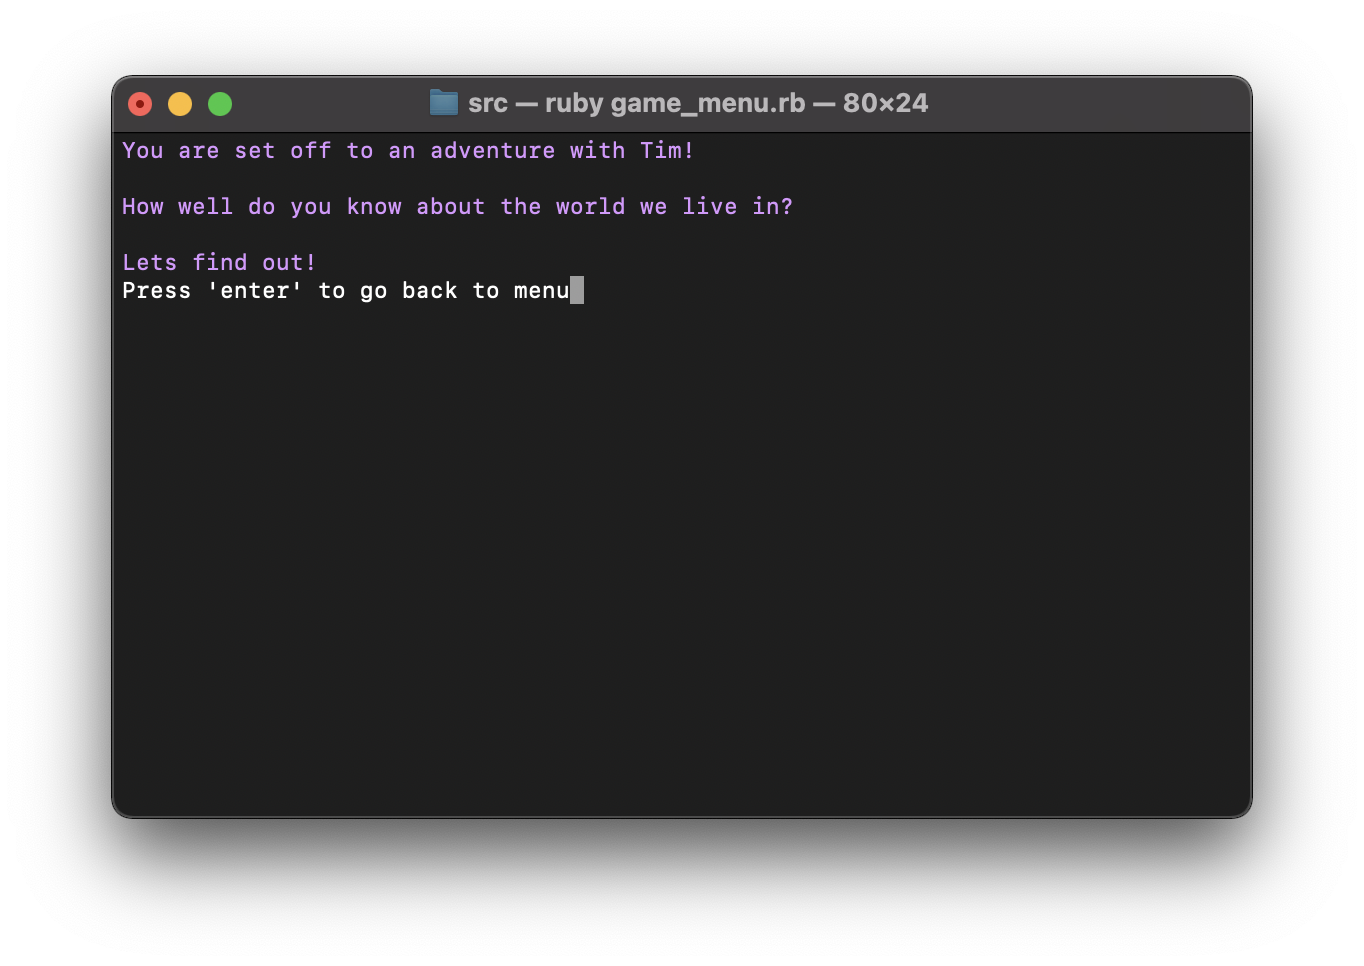 src — ruby game_menu.rb — 80×24
You are set off to an adventure with Tim!
How well do you know about the world we live in?
Lets find out!
Press 'enter' to go back to menu